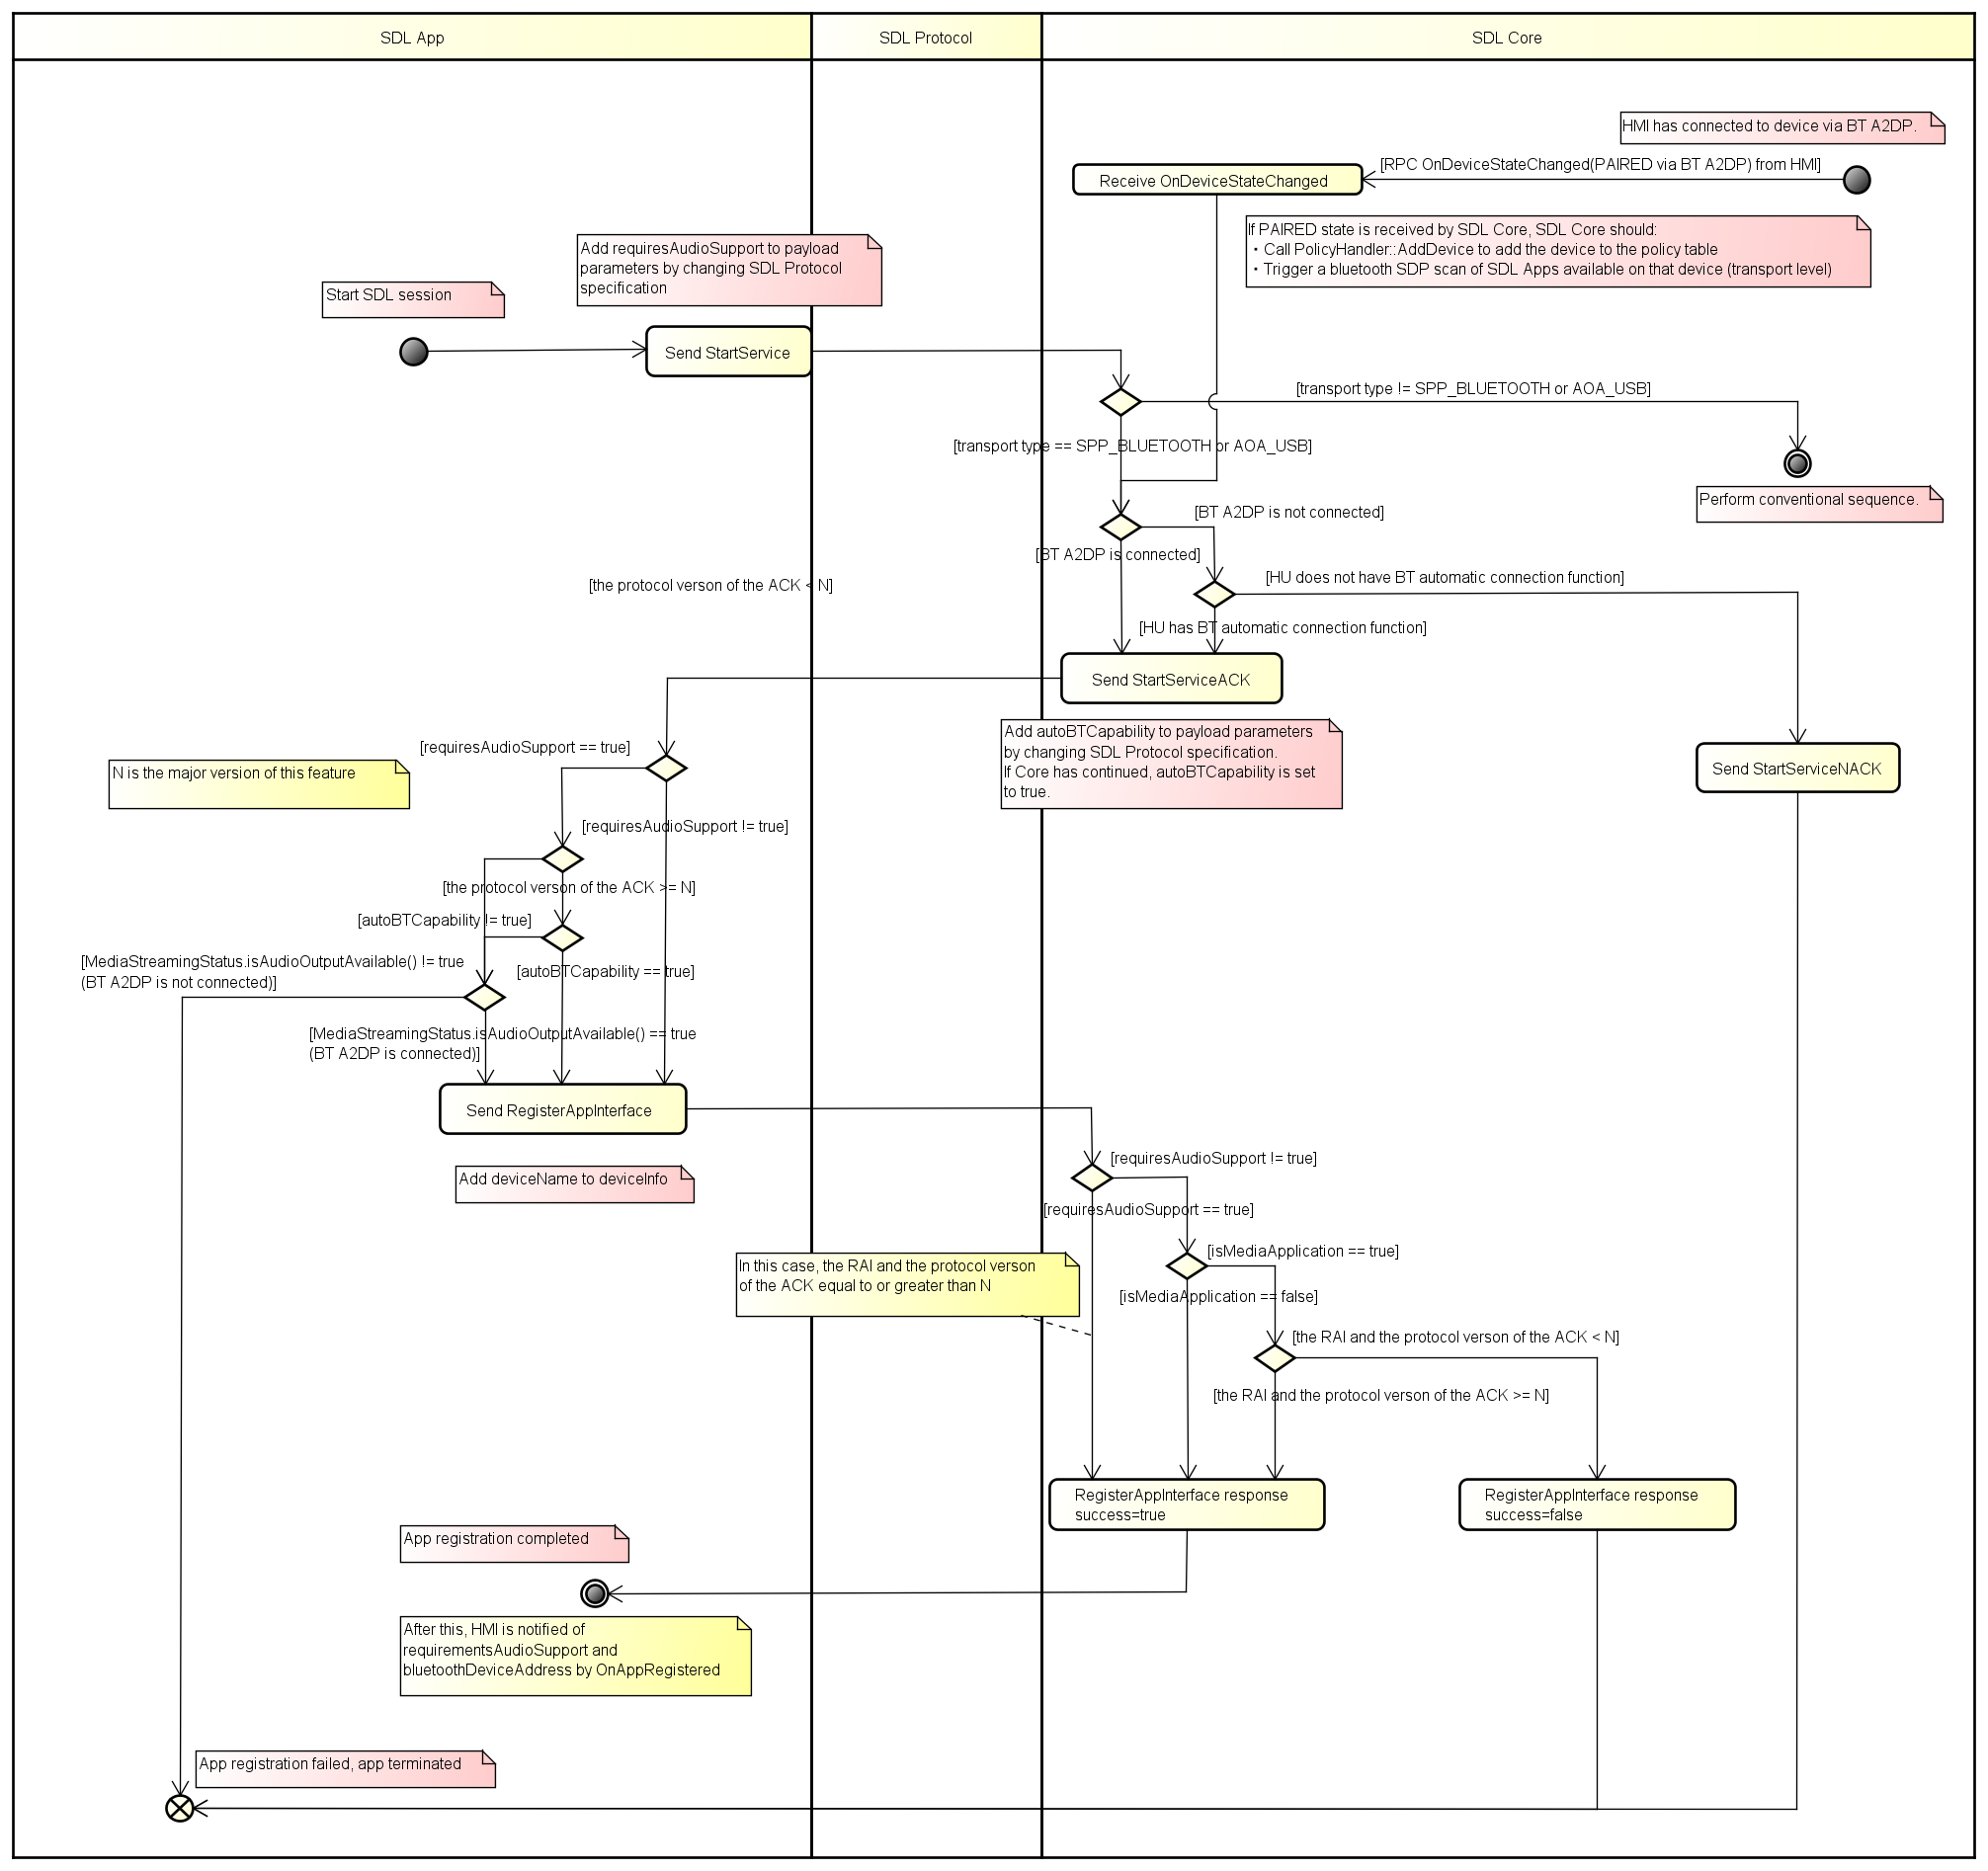 SDL App
SDL Protocol
SDL Core
HMI has connected to device via BT A2DP.
[RPC OnDeviceStateChanged(PAIRED via BT A2DP) from HMI]
Receive OnDeviceStateChanged
If PAIRED state is received by SDL Core, SDL Core should:
・Call PolicyHandler::AddDevice to add the device to the policy table
・Trigger a bluetooth SDP scan of SDL Apps available on that device (transport level)
Add requiresAudioSupport to payload
parameters by changing SDL Protocol
specification
Start SDL session
Send StartService
[transport type != SPP_BLUETOOTH or AOA_USB]
[transport type == SPP_BLUETOOTH or AOA_USB]
Perform conventional sequence.
[BT A2DP is not connected]
[BT A2DP is connected]
[the protocol verson of the ACK < N]
[HU does not have BT automatic connection function]
[HU has BT automatic connection function]
Send StartServiceACK
Add autoBTCapability to payload parameters
by changing SDL Protocol specification.
If Core has continued, autoBTCapability is set
to true.
Send StartServiceNACK
[requiresAudioSupport == true]
N is the major version of this feature
[requiresAudioSupport != true]
[the protocol verson of the ACK >= N]
[autoBTCapability != true]
[MediaStreamingStatus.isAudioOutputAvailable() != true
(BT A2DP is not connected)]
[autoBTCapability == true]
[MediaStreamingStatus.isAudioOutputAvailable() == true
(BT A2DP is connected)]
Send RegisterAppInterface
Add deviceName to deviceInfo
[requiresAudioSupport != true]
[requiresAudioSupport == true]
[isMediaApplication == true]
In this case, the RAI and the protocol verson
of the ACK equal to or greater than N
[isMediaApplication == false]
[the RAI and the protocol verson of the ACK < N]
[the RAI and the protocol verson of the ACK >= N]
RegisterAppInterface response
success=true
RegisterAppInterface response
success=false
App registration completed
After this, HMI is notified of
requirementsAudioSupport and
bluetoothDeviceAddress by OnAppRegistered
App registration failed, app terminated